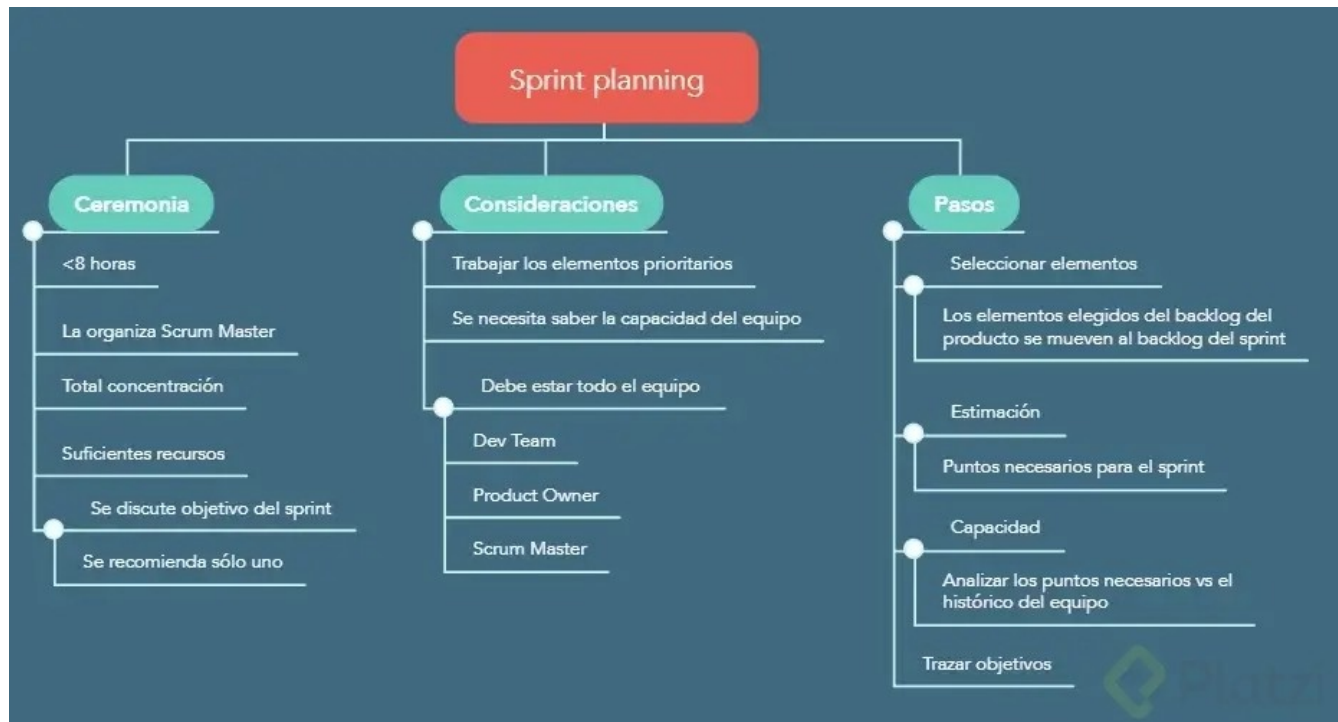 Sprint planning
Ceremonia
<8 horas
La organiza Scrum Master
Total concentración
Suficientes recursos
Se discute objetivo del sprint
Se recomienda sólo uno
Consideraciones
Trabajar los elementos prioritarios
Se necesita saber la capacidad del equipo
Debe estar todo el equipo
Dev Team
Product Owner
Scrum Master
Pasos
Seleccionar elementos
Los elementos elegidos del backlog del
producto se mueven al backlog del sprint
Estimación
Puntos necesarios para el sprint
Capacidad
Analizar los puntos necesarios vs el
histórico del equipo
Trazar objetivos
Platzi